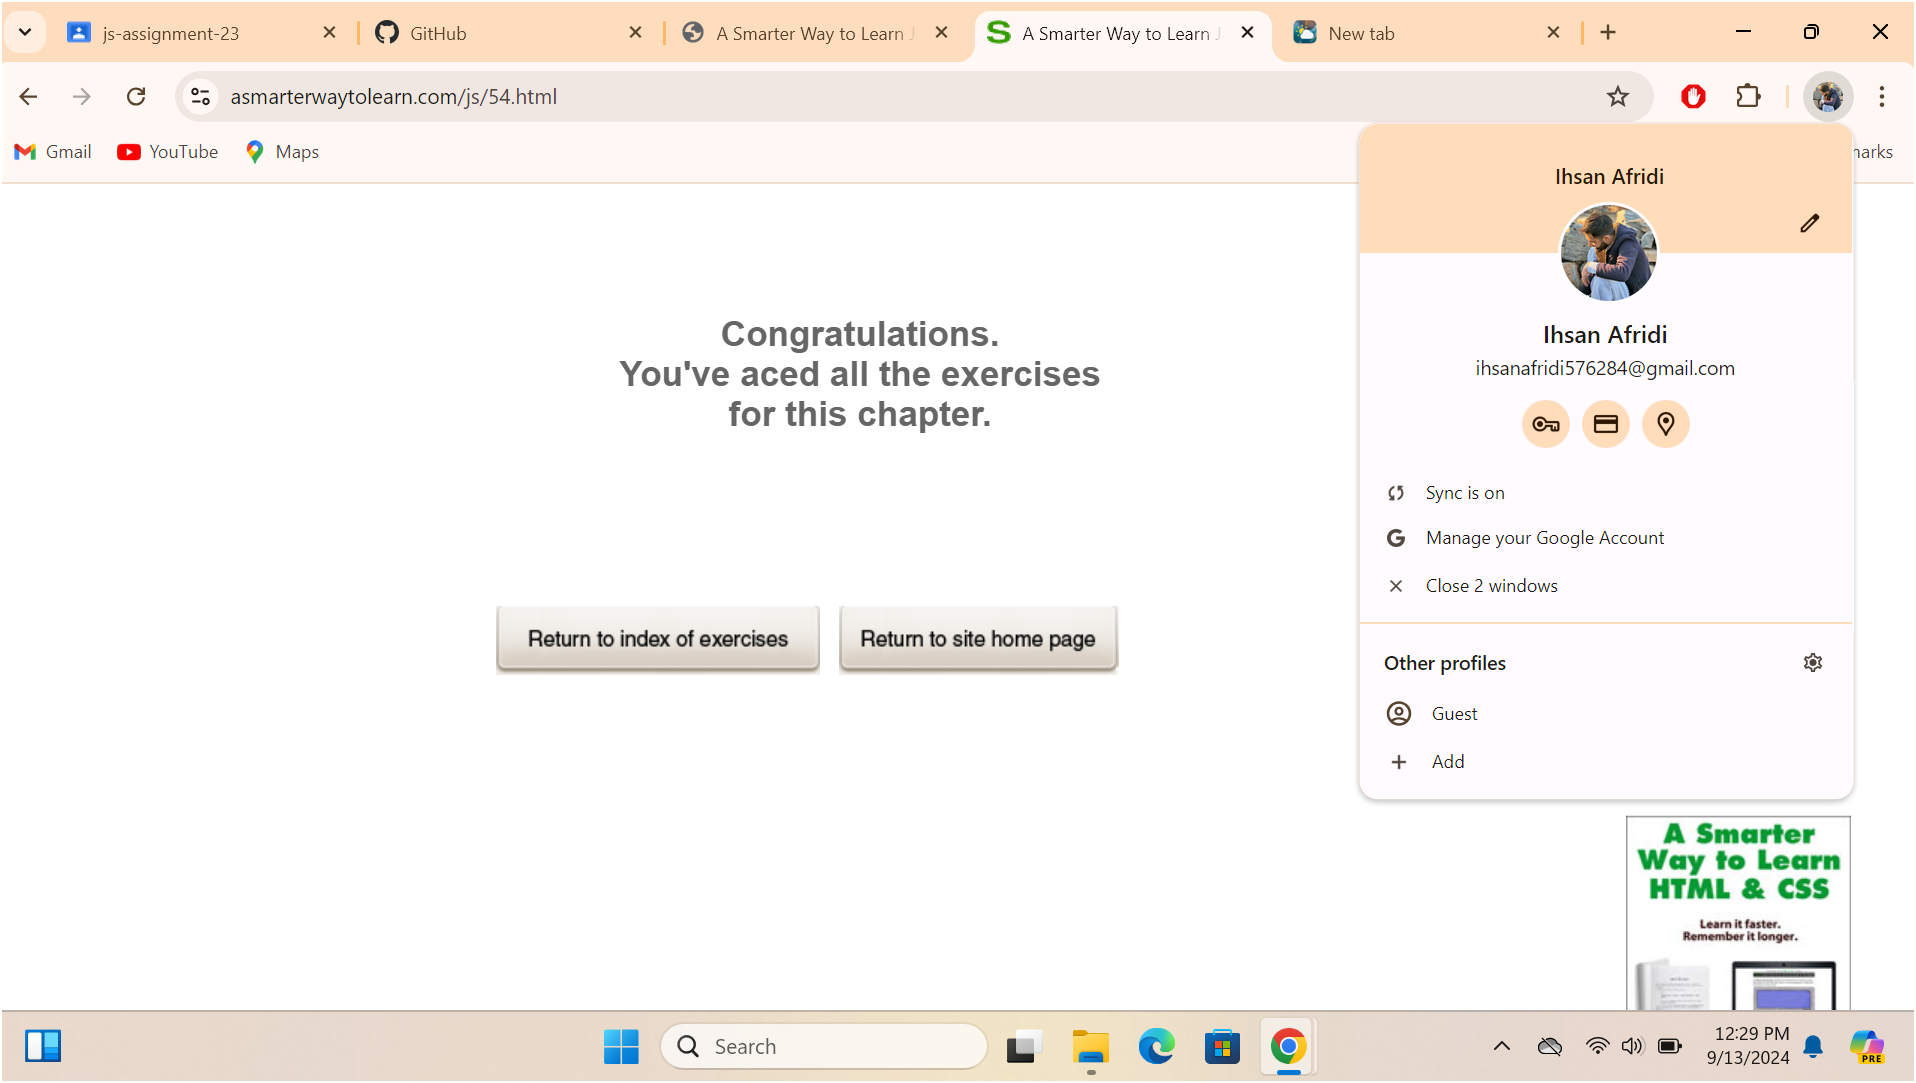 js-assignment-23
GitHub
A Smarter Way to Learn
A Smarter Way to Learn
New tab
asmarterwaytolearn.com/js/54.html
Gmail
YouTube
Maps
Ihsan Afridi
Ihsan Afridi
ihsanafridi576284@gmail.com
Sync is on
Manage your Google Account
Close 2 windows
Other profiles
Guest
Add
Congratulations.
You've aced all the exercises
for this chapter.
Return to index of exercises
Return to site home page
A Smarter
Way to Learn
HTML & CSS
Learn it faster.
Remember it longer.
Search
12:29 PM
9/13/2024
PRE